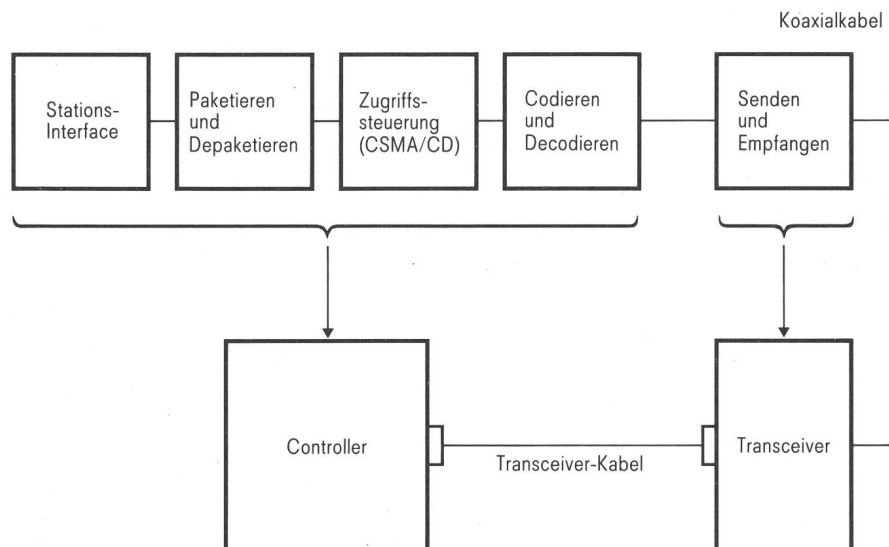 Koaxialkabel
Stations-
Interface
Paketieren
und
Depaketieren
Zugriffs-
steuerung
(CSMA/CD)
Codieren
und
Decodieren
Senden
und
Empfangen
Controller
Transceiver-Kabel
Transceiver